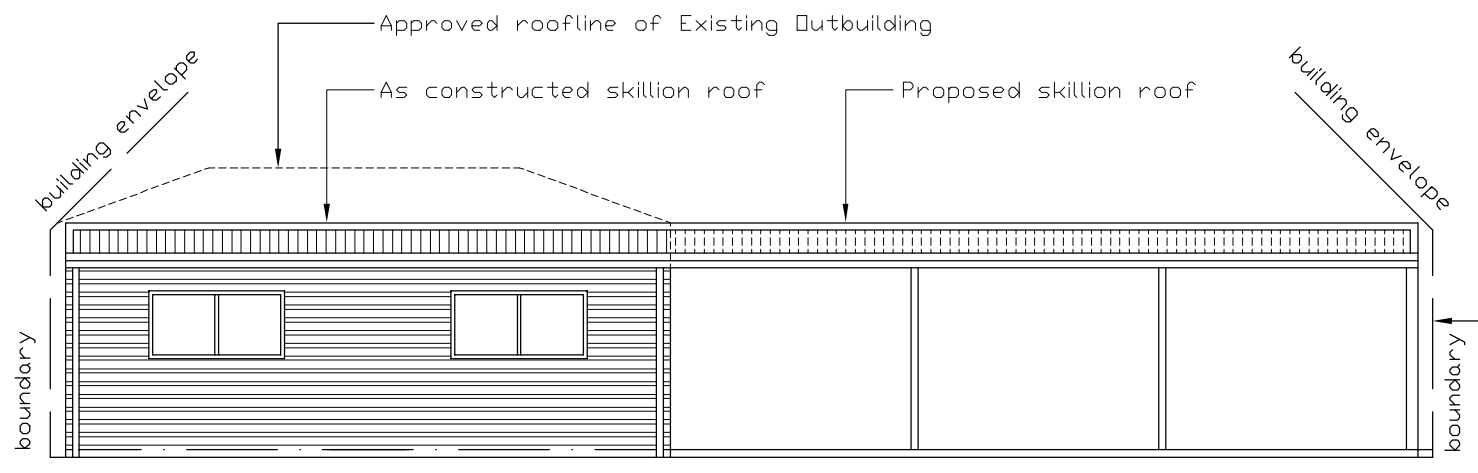 Approved roofline of Existing Outbuilding
As constructed skillion roof
Proposed skillion roof
building envelope
building envelope
boundary
boundary